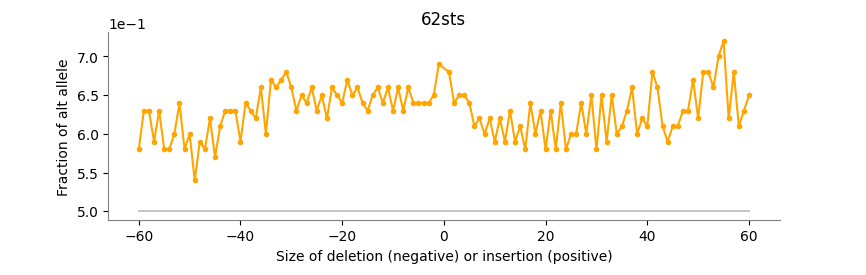 62sts
1e−1
7.0
6.5
6.0
5.5
5.0
Fraction of alt allele
−60 −40 −20 0 20 40 60
Size of deletion (negative) or insertion (positive)